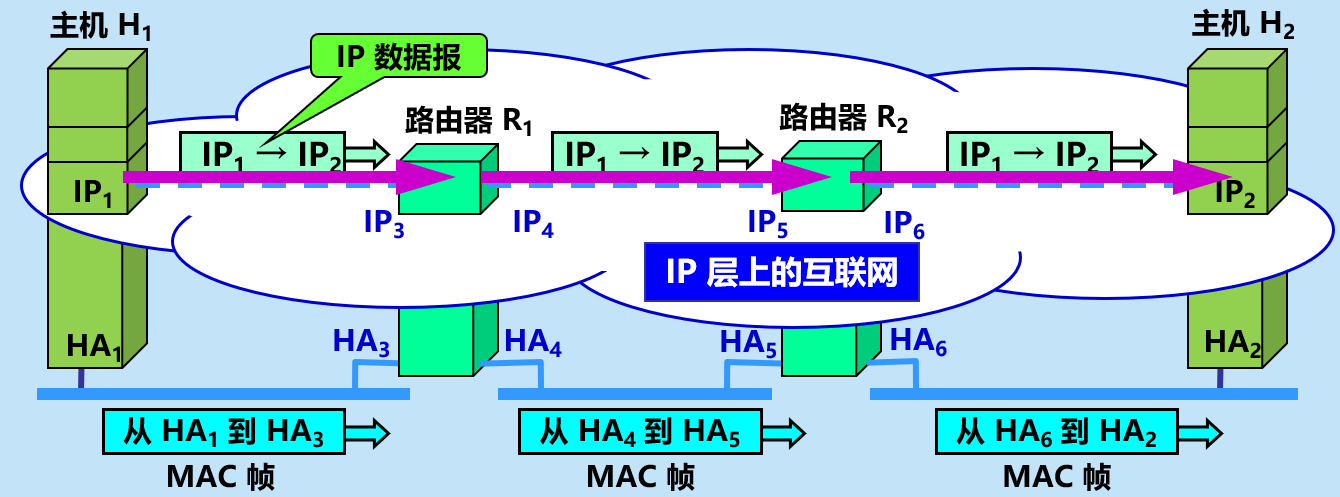 主机 H1
主机 H2
IP 数据报
路由器 R1
路由器 R2
IP1 → IP2
IP1 → IP2
IP1 → IP2
IP1
IP2
IP3
IP4
IP5
IP6
IP 层上的互联网
HA1
HA3
HA4
HA5
HA6
HA2
从 HA1 到 HA3
从 HA4 到 HA5
从 HA6 到 HA2
MAC 帧
MAC 帧
MAC 帧